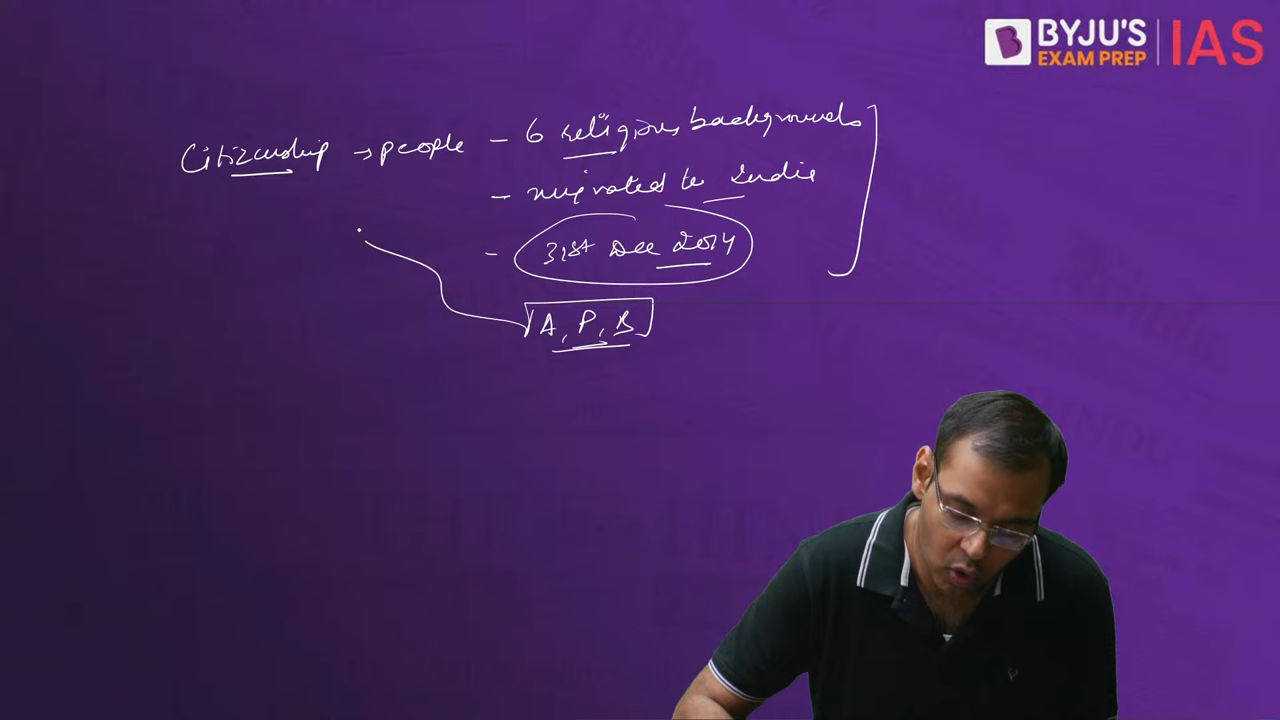 BYJU'S IAS
EXAM PREP
Citizenship → people - 6 religious backgrounds
- migrated to India
- 31st Dec 2014
A, P, B